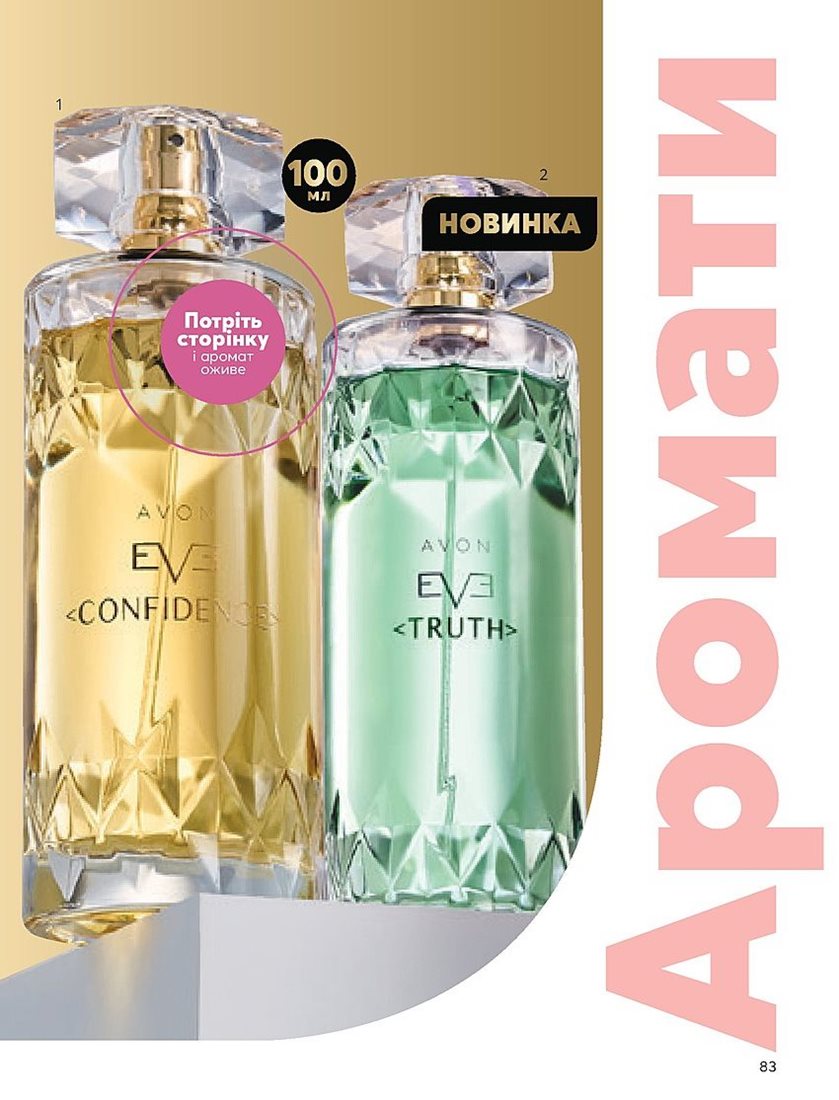 1
100
МЛ
2
НОВИНКА
Потріть
сторінку
і аромат
оживе
AVON
EVE
<CONFIDENCE>
AVON
EVE
<TRUTH>
Аромати
83